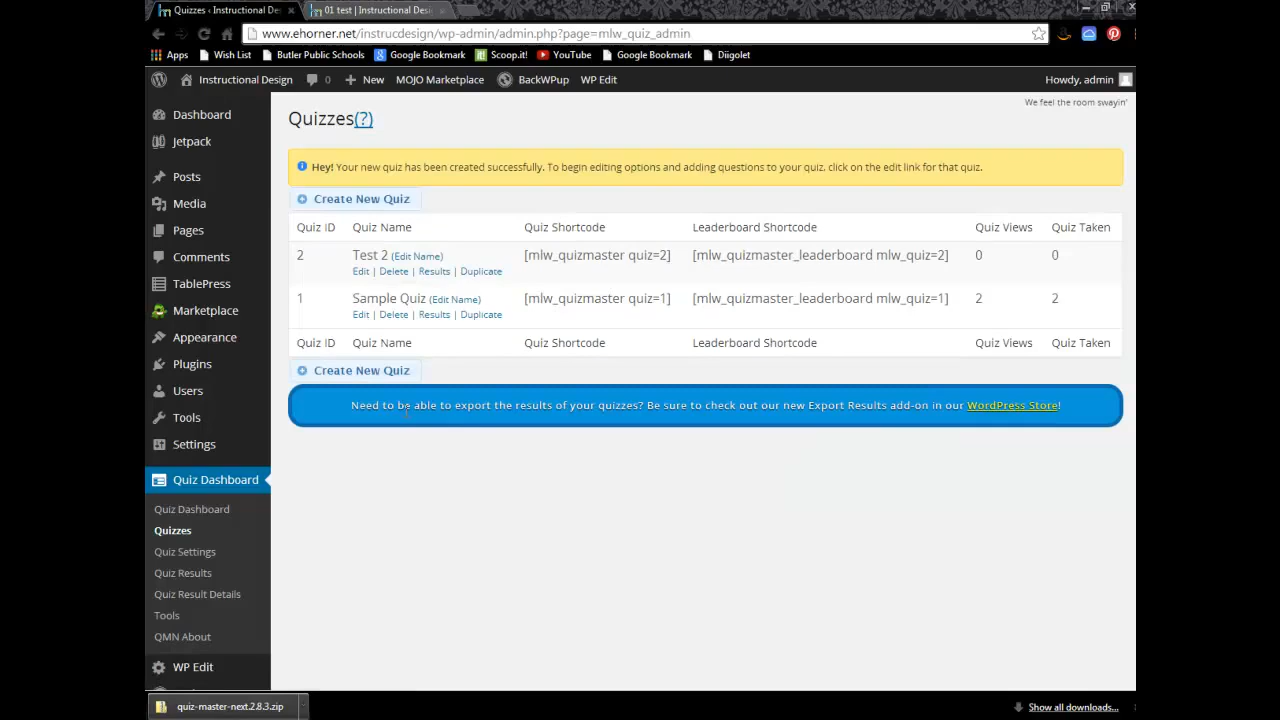 Quizzes ‹ Instructional De
01 test | Instructional Desi
www.ehorner.net/instrucdesign/wp-admin/admin.php?page=mlw_quiz_admin
Apps Wish List Butler Public Schools Google Bookmark Scoop.it! YouTube Google Bookmark Diigolet
Instructional Design 0 New MOJO Marketplace BackWPup WP Edit Howdy, admin
We feel the room swayin'
Dashboard
Jetpack
Posts
Media
Pages
Comments
TablePress
Marketplace
Appearance
Plugins
Users
Tools
Settings
Quiz Dashboard
Quiz Dashboard
Quizzes
Quiz Settings
Quiz Results
Quiz Result Details
Tools
QMN About
WP Edit
Quizzes(?)
Hey! Your new quiz has been created successfully. To begin editing options and adding questions to your quiz, click on the edit link for that quiz.
Create New Quiz
Quiz ID Quiz Name Quiz Shortcode Leaderboard Shortcode Quiz Views Quiz Taken
2 Test 2 (Edit Name) [mlw_quizmaster quiz=2] [mlw_quizmaster_leaderboard mlw_quiz=2] 0 0
Edit | Delete | Results | Duplicate
1 Sample Quiz (Edit Name) [mlw_quizmaster quiz=1] [mlw_quizmaster_leaderboard mlw_quiz=1] 2 2
Edit | Delete | Results | Duplicate
Quiz ID Quiz Name Quiz Shortcode Leaderboard Shortcode Quiz Views Quiz Taken
Create New Quiz
Need to be able to export the results of your quizzes? Be sure to check out our new Export Results add-on in our WordPress Store!
quiz-master-next.2.8.3.zip
Show all downloads...